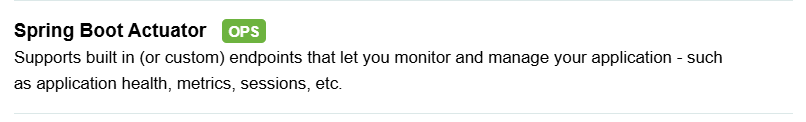 Spring Boot Actuator OPS
Supports built in (or custom) endpoints that let you monitor and manage your application - such
as application health, metrics, sessions, etc.